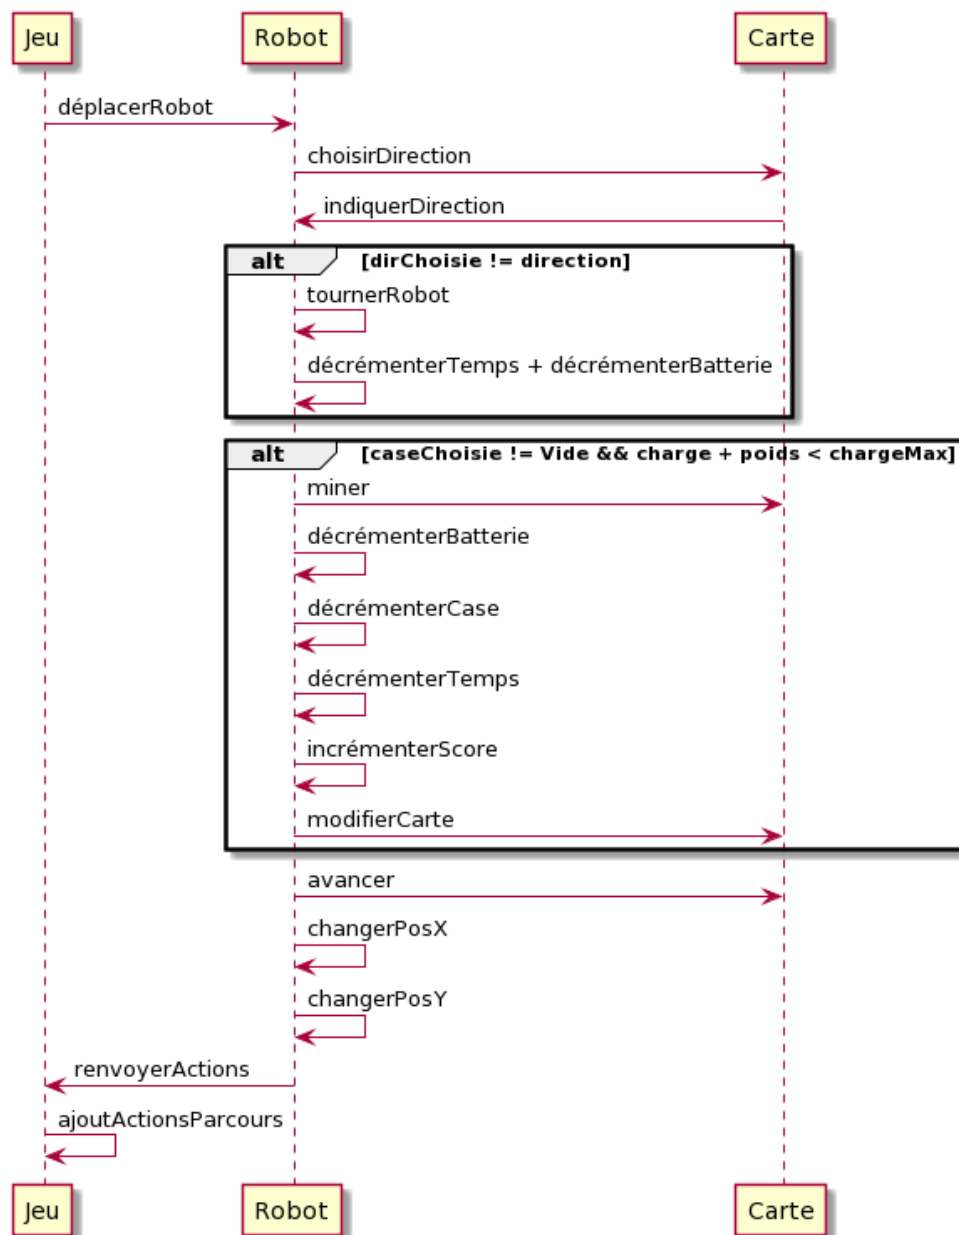 Jeu Robot Carte
déplacerRobot
choisirDirection
indiquerDirection
alt [dirChoisie != direction]
tournerRobot
décrémenterTemps + décrémenterBatterie
alt [caseChoisie != Vide && charge + poids < chargeMax]
miner
décrémenterBatterie
décrémenterCase
décrémenterTemps
incrémenterScore
modifierCarte
avancer
changerPosX
changerPosY
renvoyerActions
ajoutActionsParcours
Jeu Robot Carte